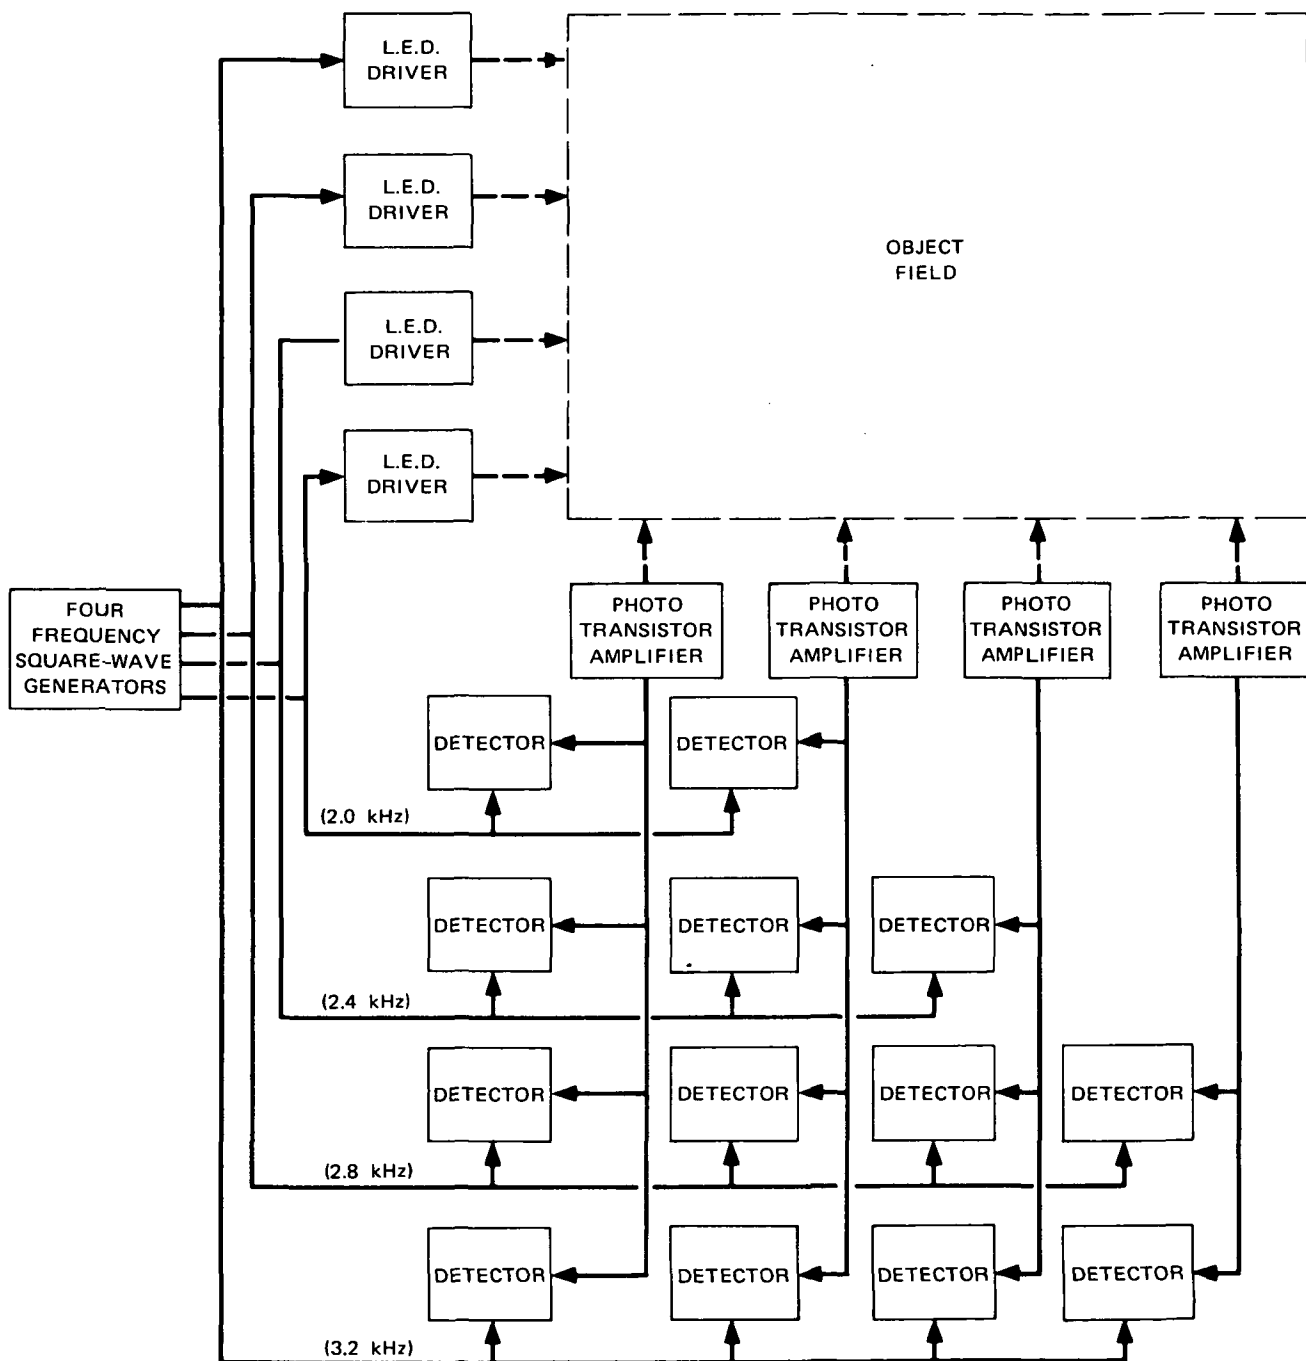 L.E.D.
DRIVER
L.E.D.
DRIVER
OBJECT
FIELD
L.E.D.
DRIVER
L.E.D.
DRIVER
FOUR
FREQUENCY
SQUARE-WAVE
GENERATORS
PHOTO
TRANSISTOR
AMPLIFIER
PHOTO
TRANSISTOR
AMPLIFIER
PHOTO
TRANSISTOR
AMPLIFIER
PHOTO
TRANSISTOR
AMPLIFIER
DETECTOR
DETECTOR
(2.0 kHz)
DETECTOR
DETECTOR
DETECTOR
(2.4 kHz)
DETECTOR
DETECTOR
DETECTOR
DETECTOR
(2.8 kHz)
DETECTOR
DETECTOR
DETECTOR
DETECTOR
(3.2 kHz)